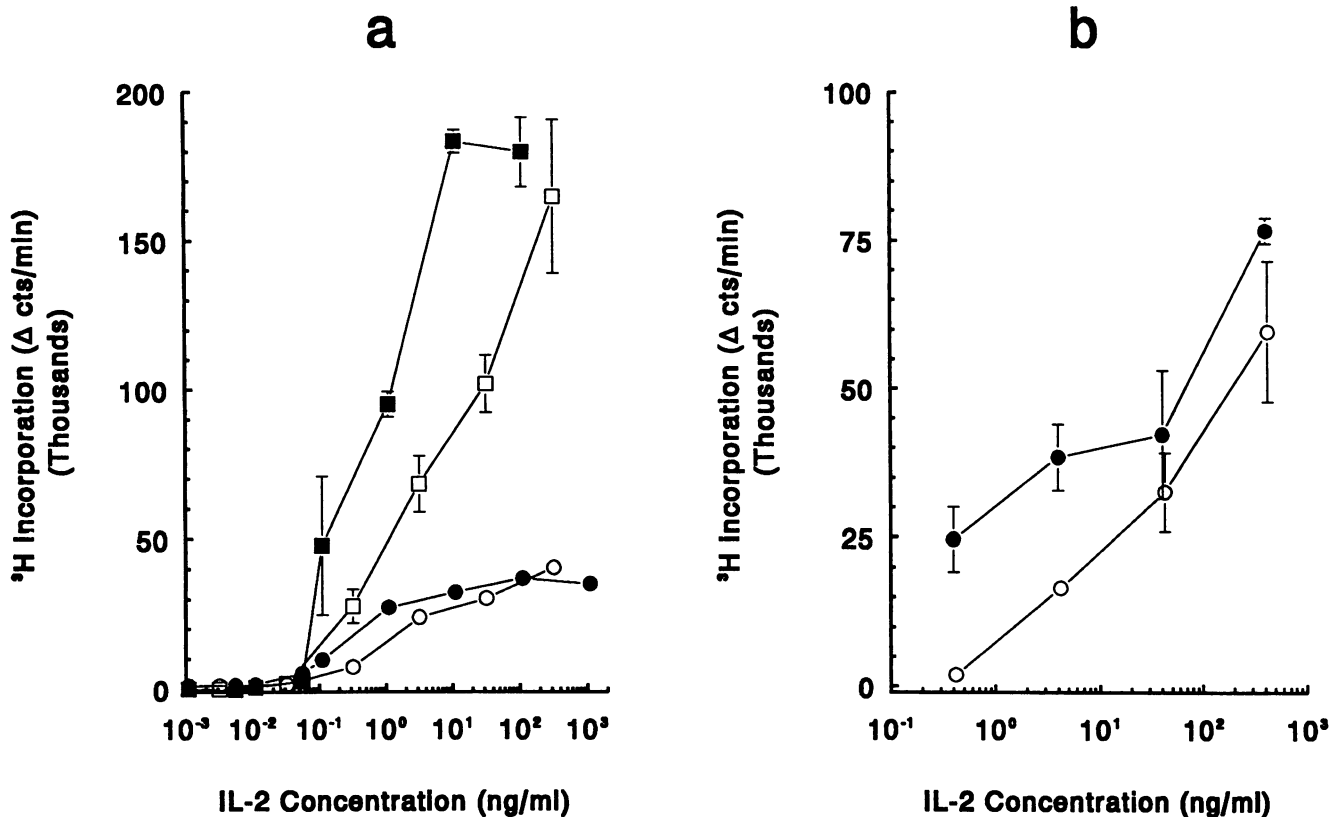 a
200
150
100
50
0
³H Incorporation (Δ cts/min)
(Thousands)
10⁻³ 10⁻² 10⁻¹ 10⁰ 10¹ 10² 10³
IL-2 Concentration (ng/ml)
b
100
75
50
25
0
³H Incorporation (Δ cts/min)
(Thousands)
10⁻¹ 10⁰ 10¹ 10² 10³
IL-2 Concentration (ng/ml)